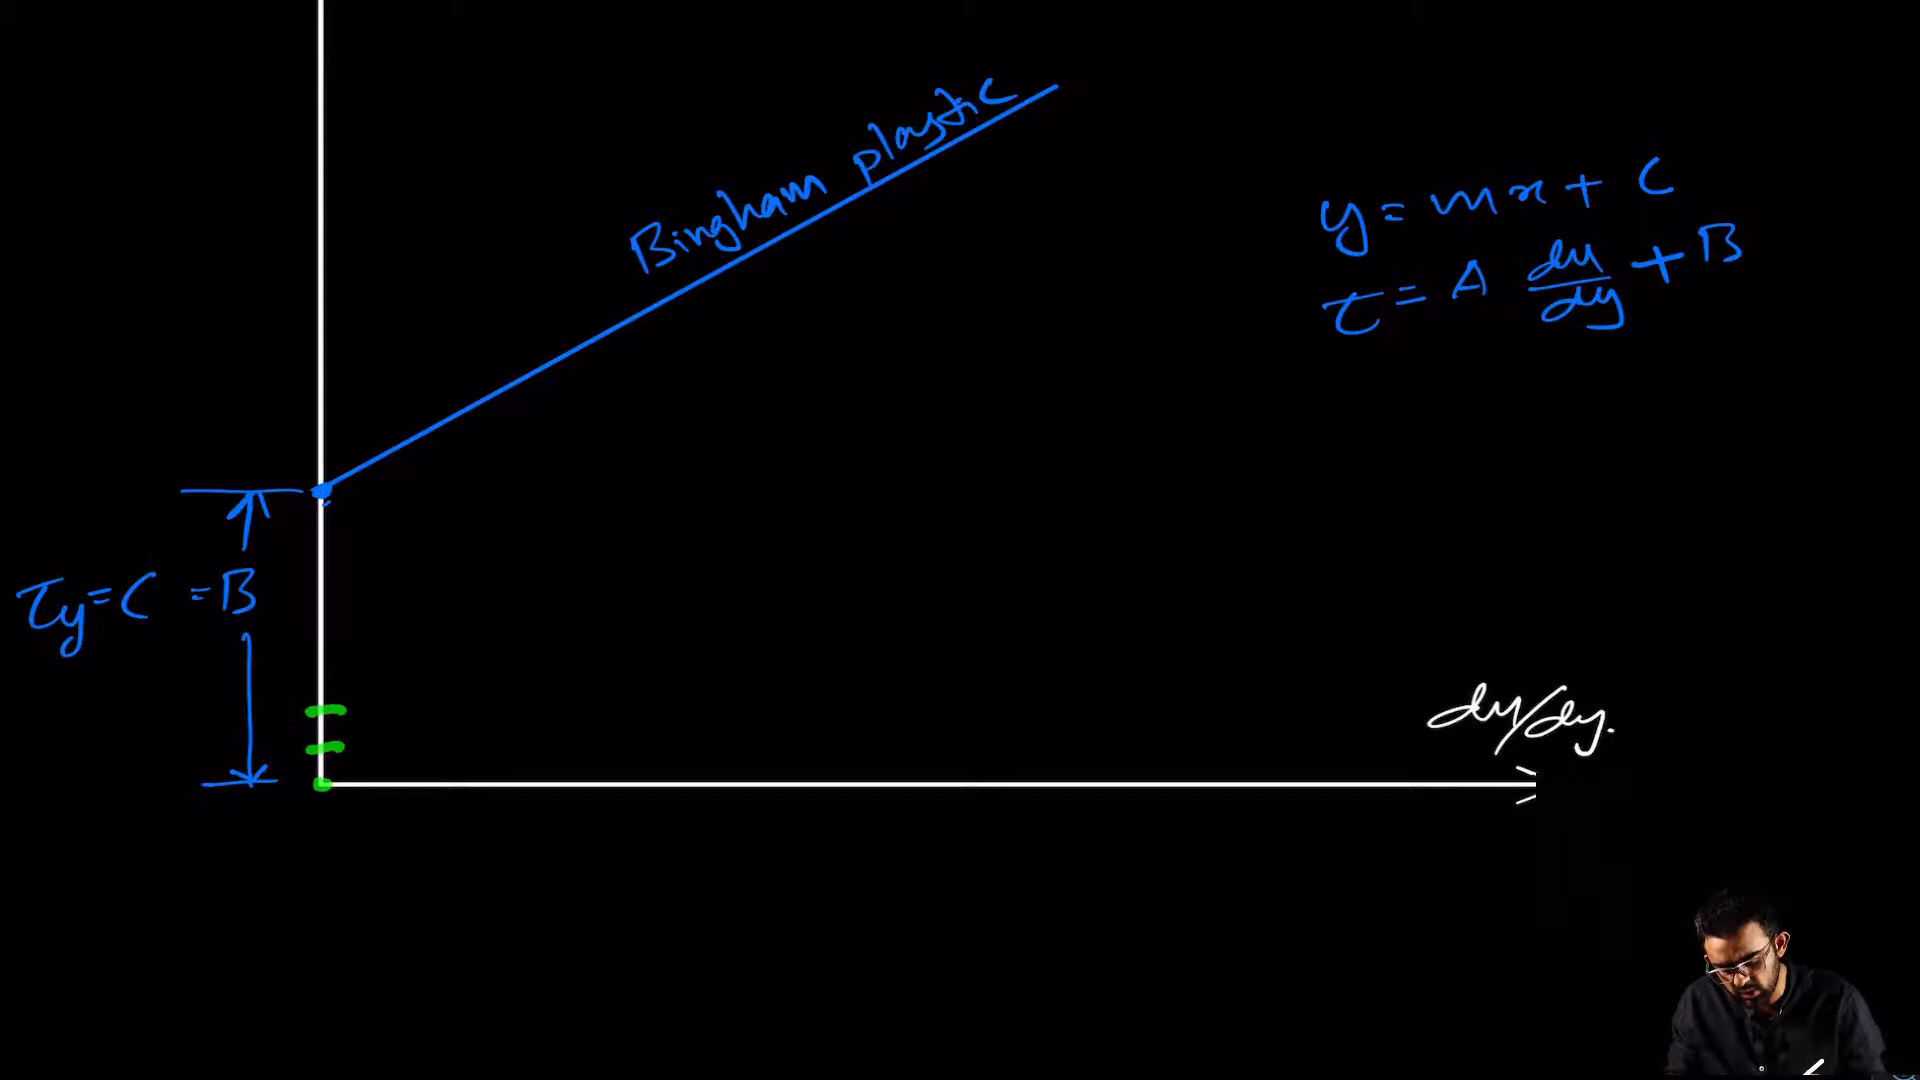 Bingham plastic
y = mx + C
τ = A du/dy + B
τy = C = B
du/dy.